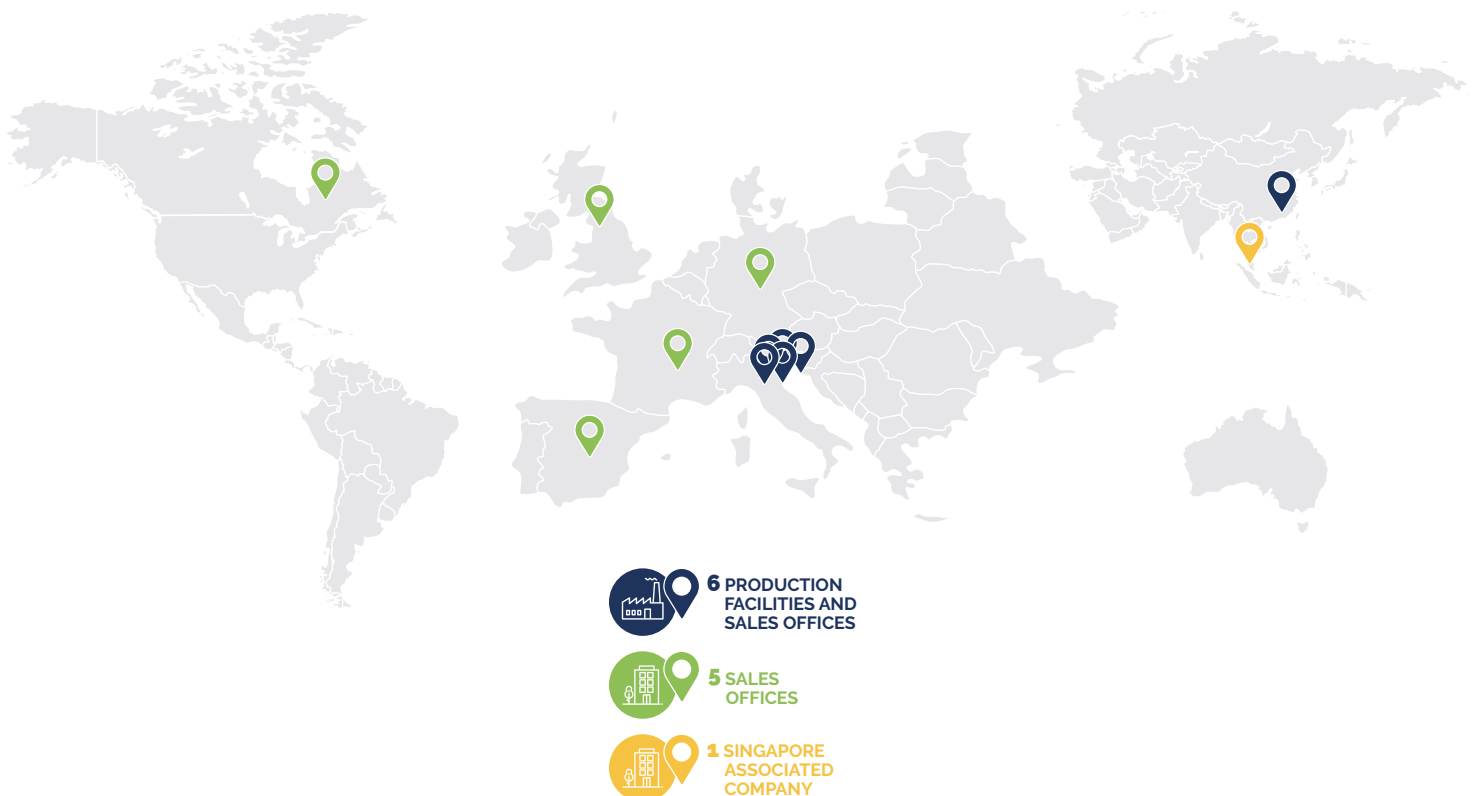 6 PRODUCTION
FACILITIES AND
SALES OFFICES
5 SALES
OFFICES
1 SINGAPORE
ASSOCIATED
COMPANY